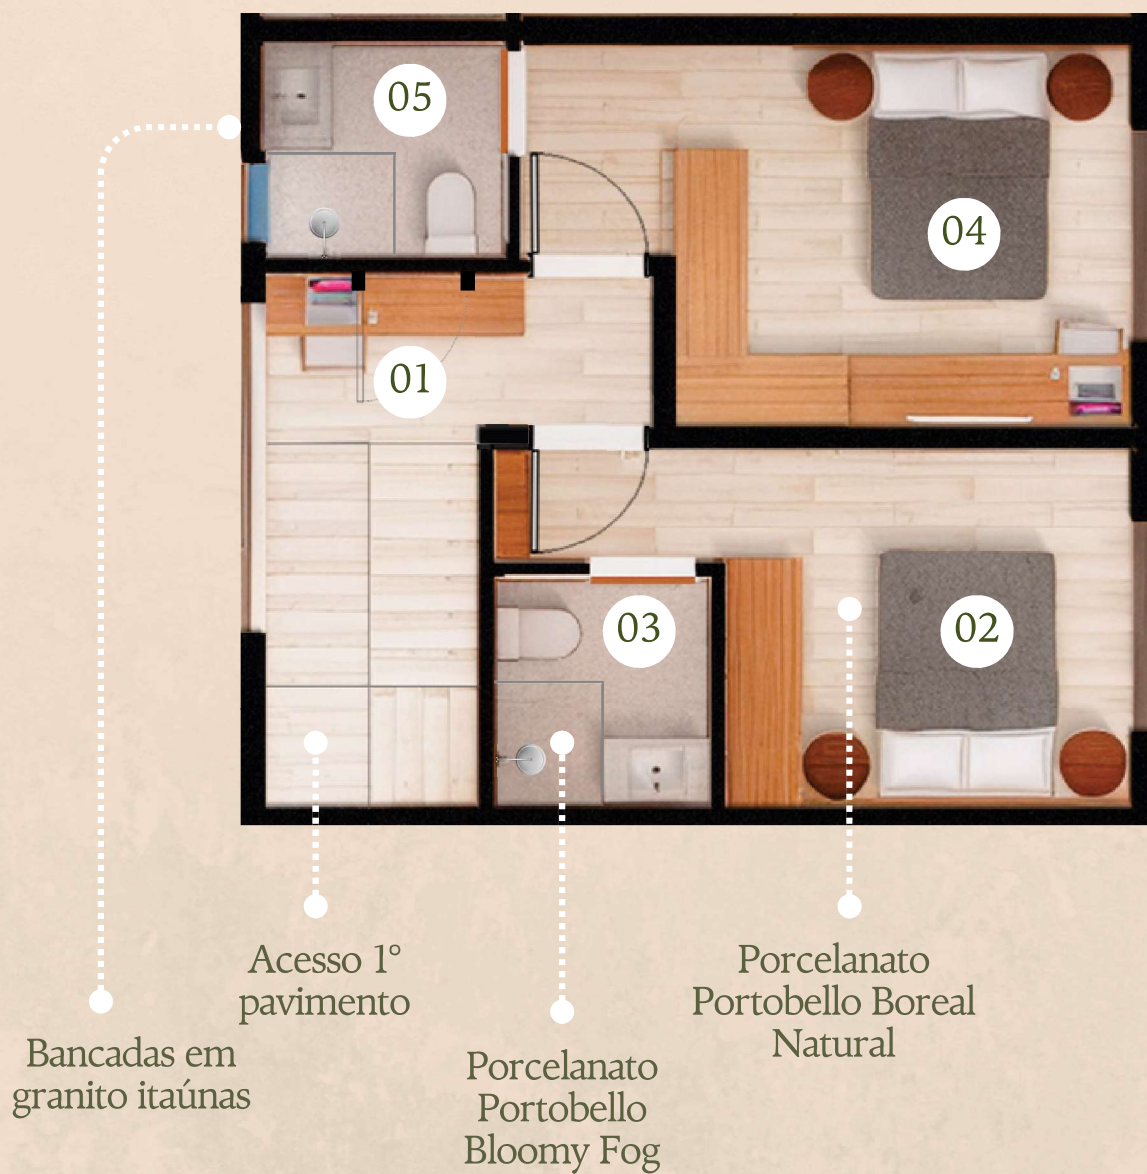 05
04
01
03
02
Acesso 1°
pavimento
Porcelanato
Portobello Boreal
Natural
Bancadas em
granito itaúnas
Porcelanato
Portobello
Bloomy Fog